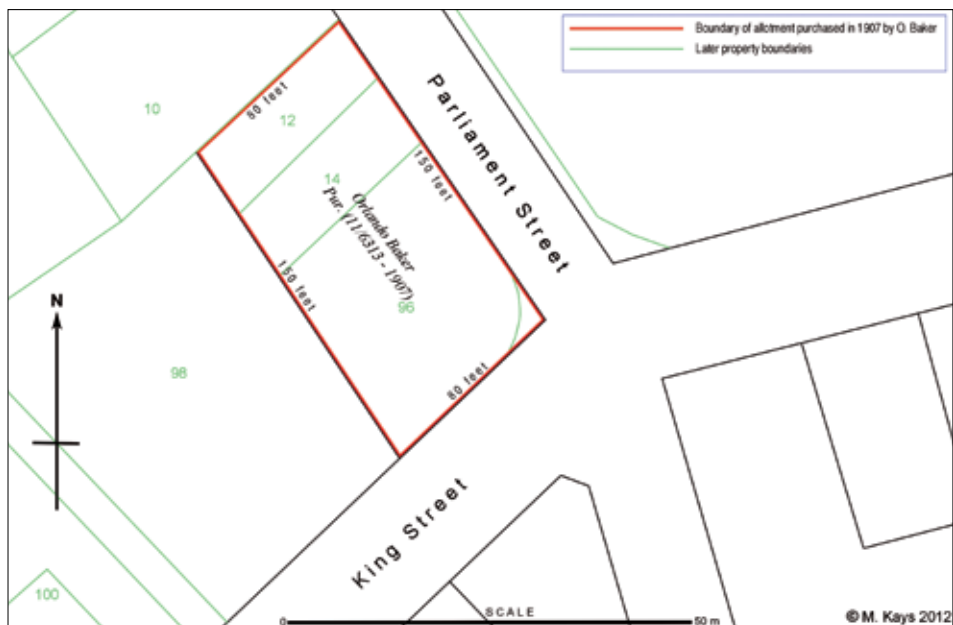 Boundary of allotment purchased in 1907 by O. Baker
Later property boundaries
10
80 feet
12
Parliament Street
150 feet
14
Orlando Baker
Pur. (11/6313 - 1907)
150 feet
96
N
98
80 feet
King Street
100
SCALE
0
50 m
© M. Kays 2012